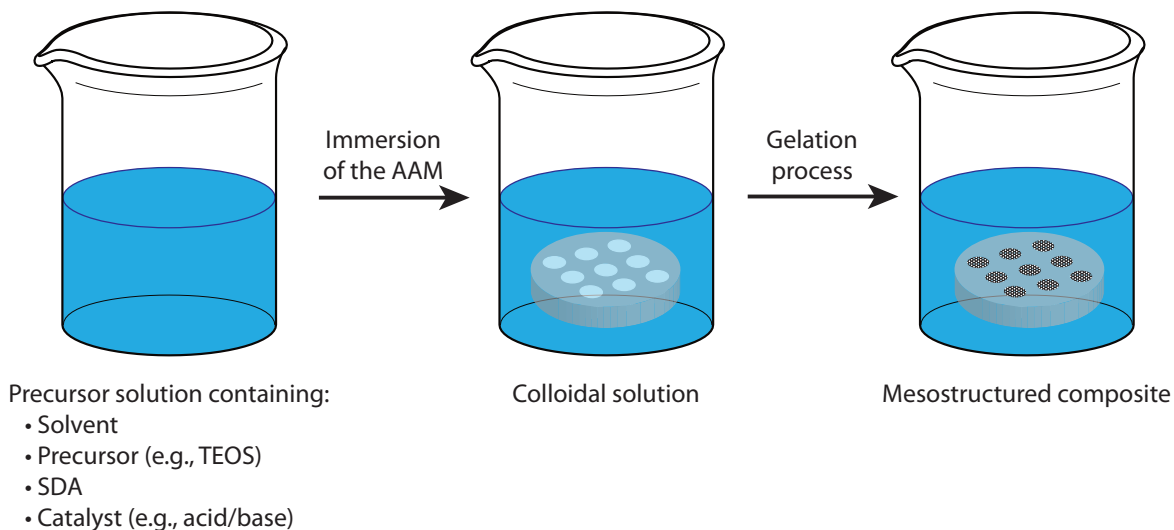 Immersion
of the AAM
Gelation
process
Precursor solution containing:
• Solvent
• Precursor (e.g., TEOS)
• SDA
• Catalyst (e.g., acid/base)
Colloidal solution
Mesostructured composite